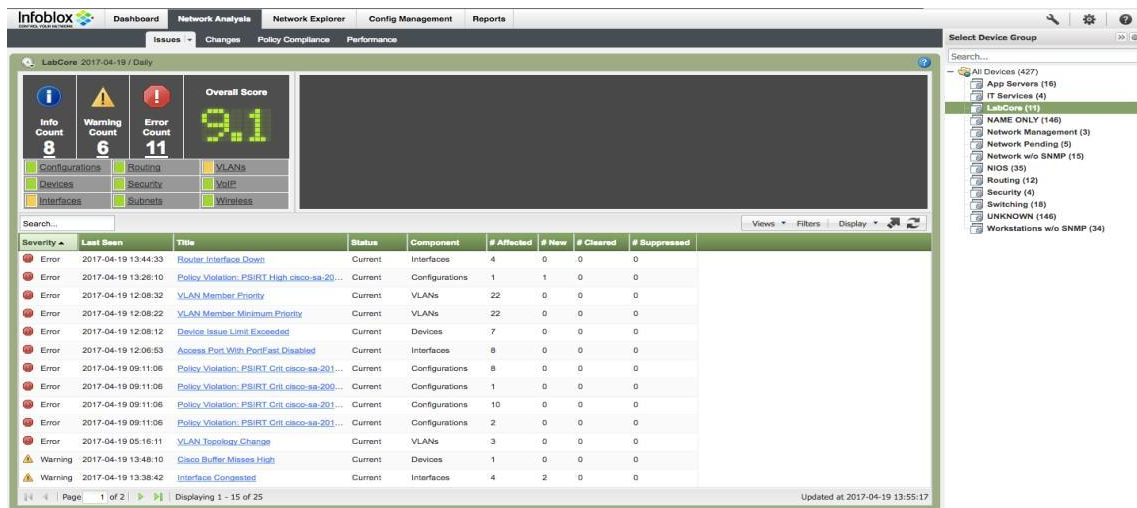 Infoblox
CONTROL YOUR NETWORK
Dashboard Network Analysis Network Explorer Config Management Reports
Issues Changes Policy Compliance Performance
Select Device Group
LabCore 2017-04-19 / Daily
Search...
All Devices (427)
App Servers (16)
IT Services (4)
LabCore (11)
NAME ONLY (146)
Network Management (3)
Network Pending (5)
Network w/o SNMP (15)
NIOS (35)
Routing (12)
Security (4)
Switching (18)
UNKNOWN (146)
Workstations w/o SNMP (34)
Info Count 8
Warning Count 6
Error Count 11
Overall Score
9.1
Configurations Routing VLANs
Devices Security VoIP
Interfaces Subnets Wireless
Search...
Views Filters Display
Severity Last Seen Title Status Component # Affected # New # Cleared # Suppressed
Error 2017-04-19 13:44:33 Router Interface Down Current Interfaces 4 0 0 0
Error 2017-04-19 13:26:10 Policy Violation: PSIRT High cisco-sa-20... Current Configurations 1 1 0 0
Error 2017-04-19 12:08:32 VLAN Member Priority Current VLANs 22 0 0 0
Error 2017-04-19 12:08:22 VLAN Member Minimum Priority Current VLANs 22 0 0 0
Error 2017-04-19 12:08:12 Device Issue Limit Exceeded Current Devices 7 0 0 0
Error 2017-04-19 12:06:53 Access Port With PortFast Disabled Current Interfaces 8 0 0 0
Error 2017-04-19 09:11:06 Policy Violation: PSIRT Crit cisco-sa-201... Current Configurations 8 0 0 0
Error 2017-04-19 09:11:06 Policy Violation: PSIRT Crit cisco-sa-200... Current Configurations 1 0 0 0
Error 2017-04-19 09:11:06 Policy Violation: PSIRT Crit cisco-sa-201... Current Configurations 10 0 0 0
Error 2017-04-19 09:11:06 Policy Violation: PSIRT Crit cisco-sa-201... Current Configurations 2 0 0 0
Error 2017-04-19 05:16:11 VLAN Topology Change Current VLANs 3 0 0 0
Warning 2017-04-19 13:48:10 Cisco Buffer Misses High Current Devices 1 0 0 0
Warning 2017-04-19 13:38:42 Interface Congested Current Interfaces 4 2 0 0
Page 1 of 2 Displaying 1 - 15 of 25
Updated at 2017-04-19 13:55:17